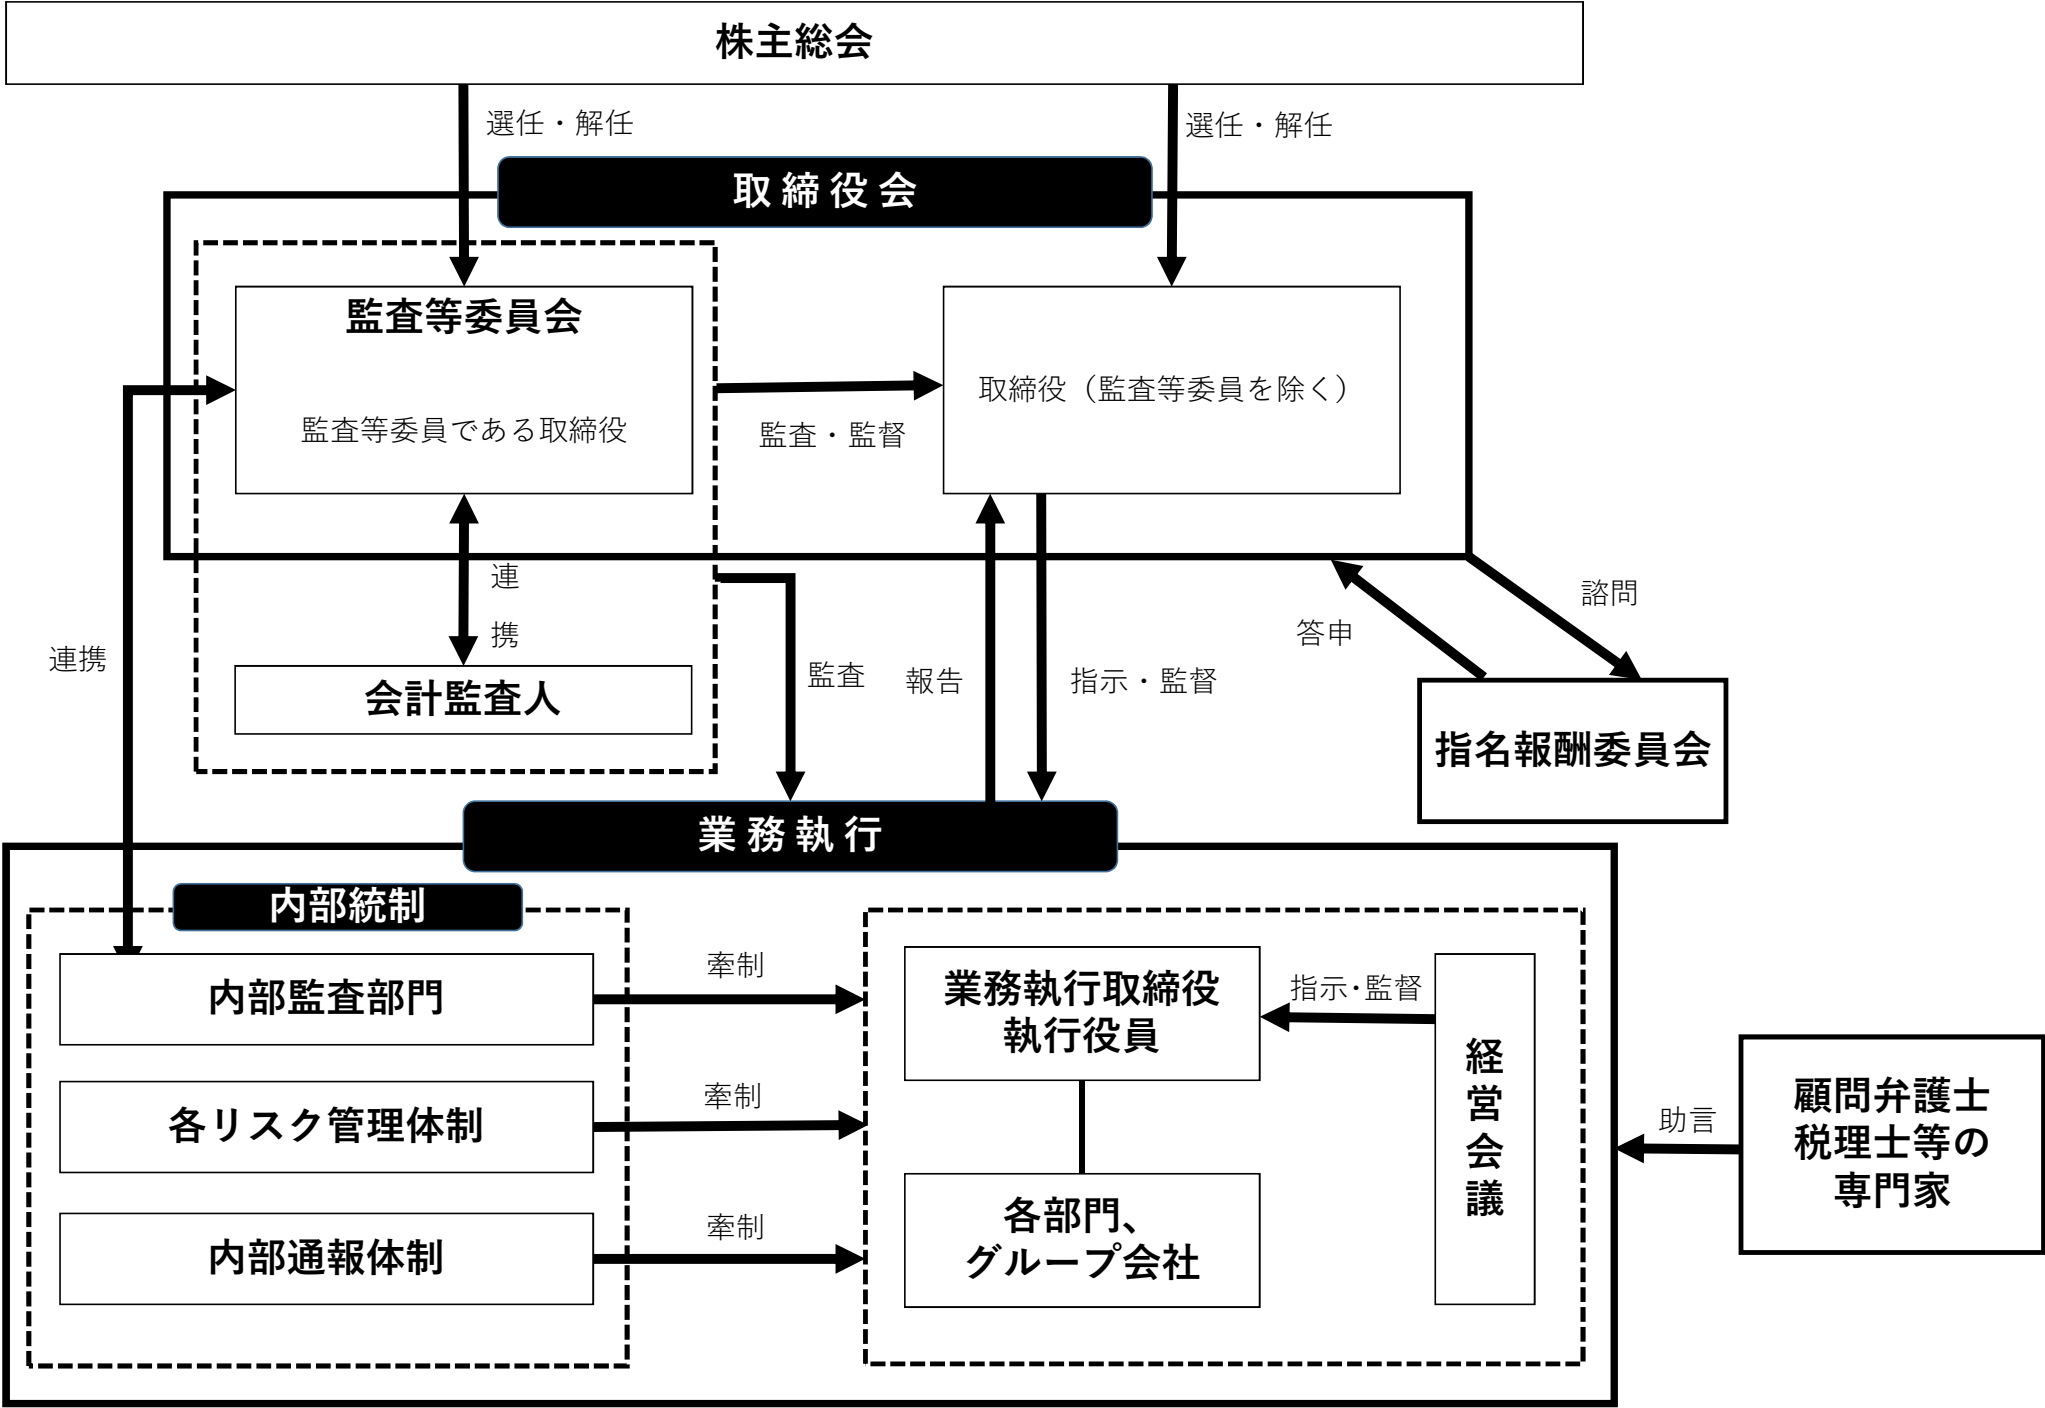 株主総会
選任・解任
選任・解任
取締役会
監査等委員会
監査等委員である取締役
監査・監督
取締役（監査等委員を除く）
連
携
連携
会計監査人
監査
報告
指示・監督
答申
諮問
指名報酬委員会
業務執行
内部統制
内部監査部門
牽制
各リスク管理体制
牽制
内部通報体制
牽制
業務執行取締役
執行役員
指示・監督
各部門、
グループ会社
経
営
会
議
助言
顧問弁護士
税理士等の
専門家